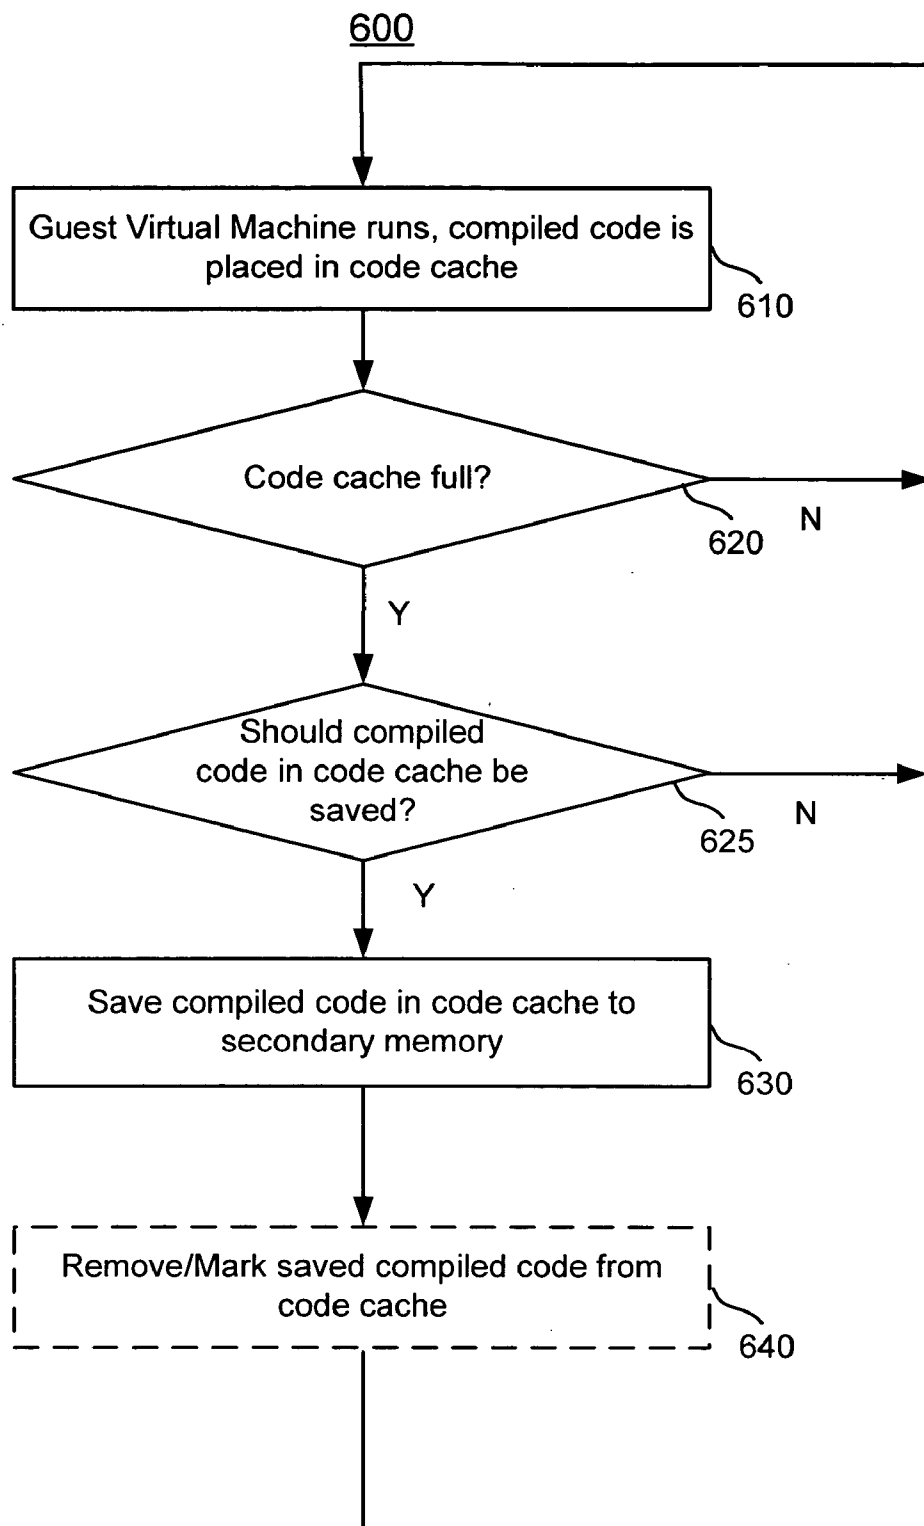 600
Guest Virtual Machine runs, compiled code is
placed in code cache
610
Code cache full?
620
N
Y
Should compiled
code in code cache be
saved?
625
N
Y
Save compiled code in code cache to
secondary memory
630
Remove/Mark saved compiled code from
code cache
640